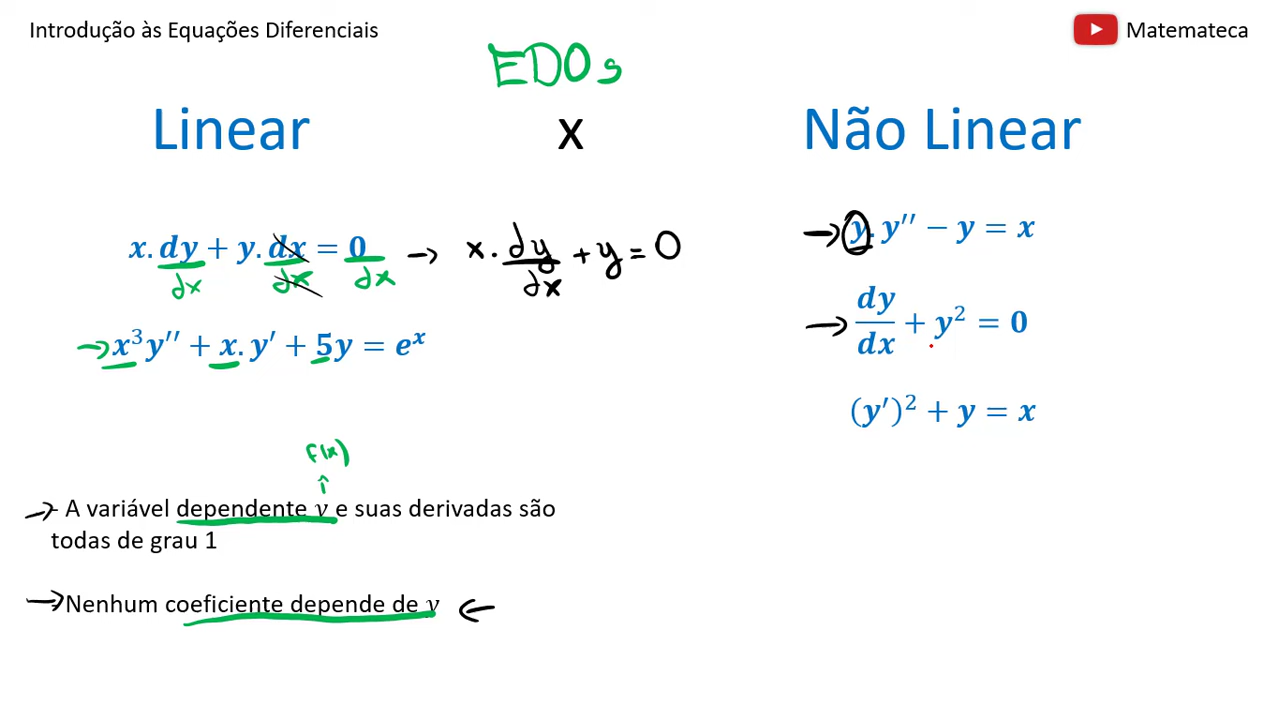 Introdução às Equações Diferenciais
Matemateca
EDOs
Linear
x
Não Linear
x. dy/dx + y. dx/dx = 0/dx → x. dy/dx + y = 0
→ x³y'' + x. y' + 5y = eˣ
→ y. y'' − y = x
→ dy/dx + y² = 0
(y')² + y = x
f(x)
↑
→ - A variável dependente y e suas derivadas são
todas de grau 1
→ Nenhum coeficiente depende de y ←